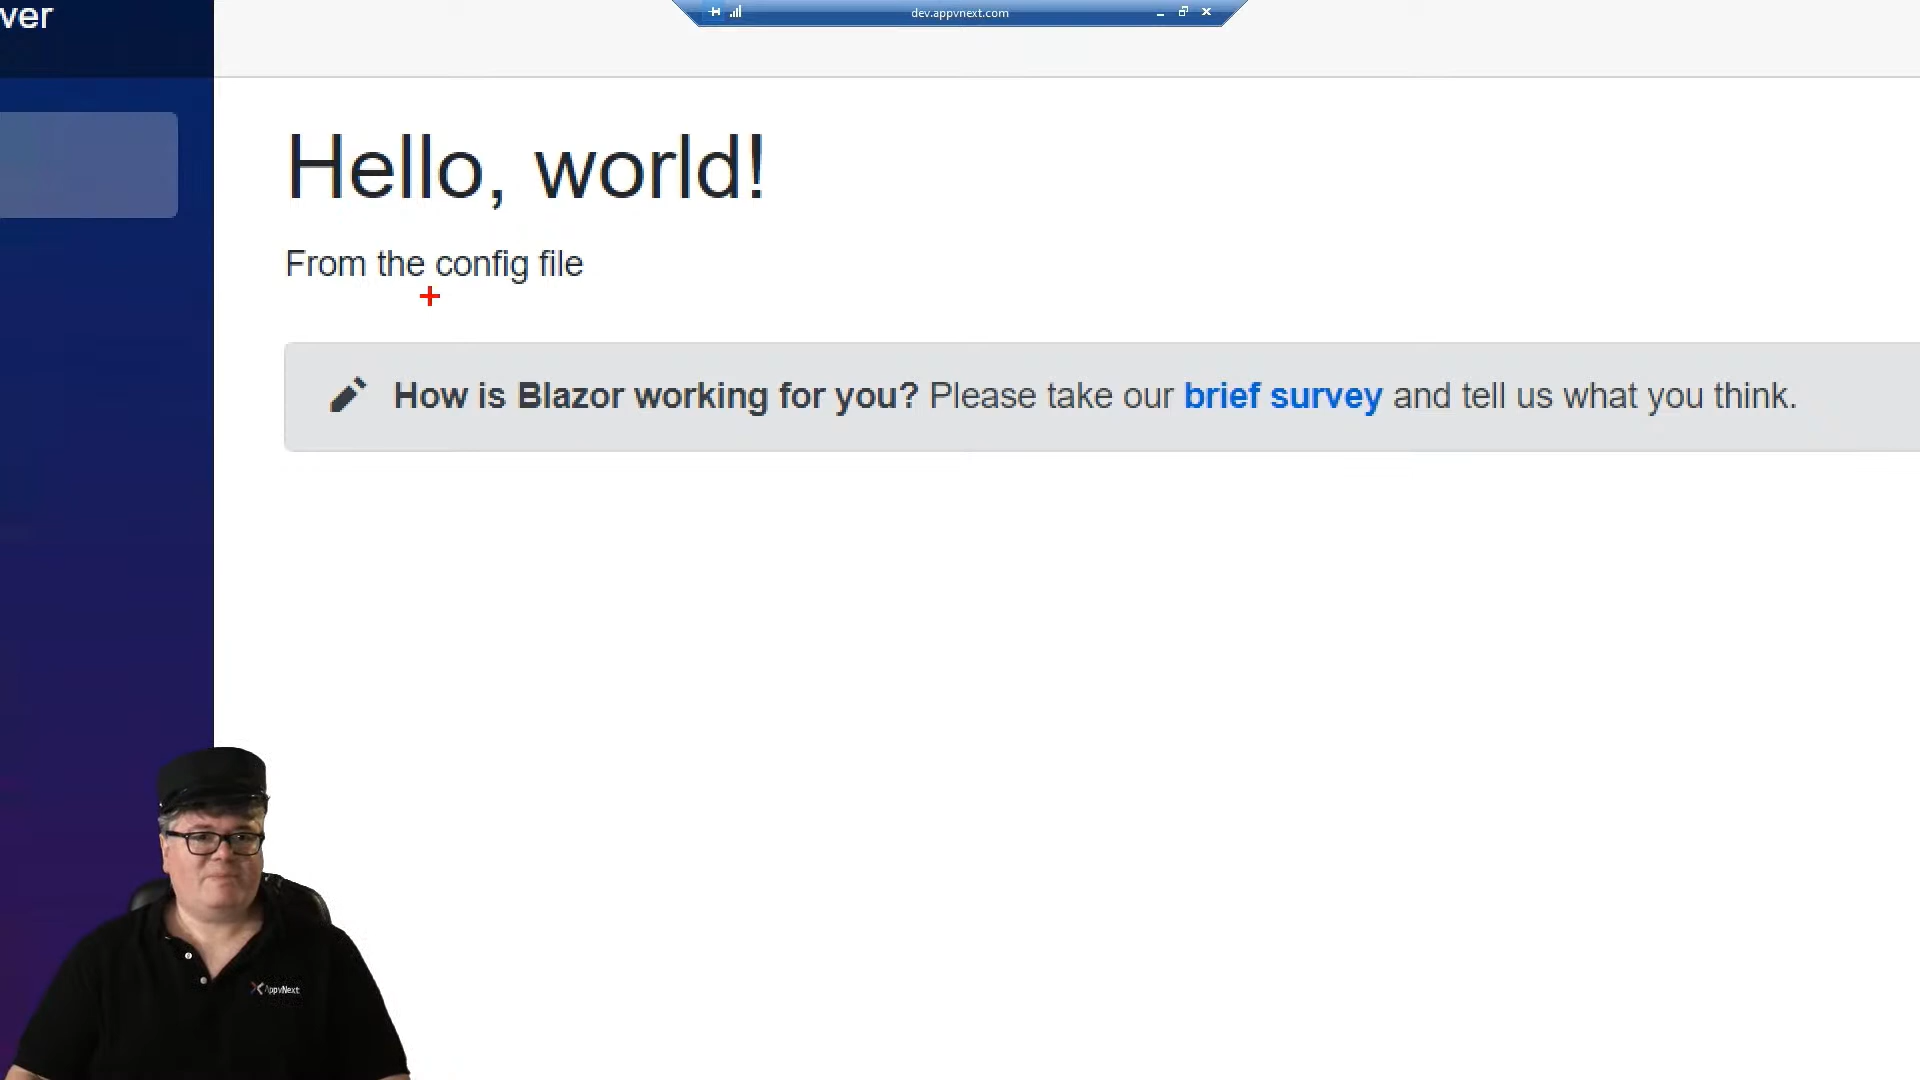 ver
dev.appvnext.com
Hello, world!
From the config file
How is Blazor working for you? Please take our brief survey and tell us what you think.
AppvNext